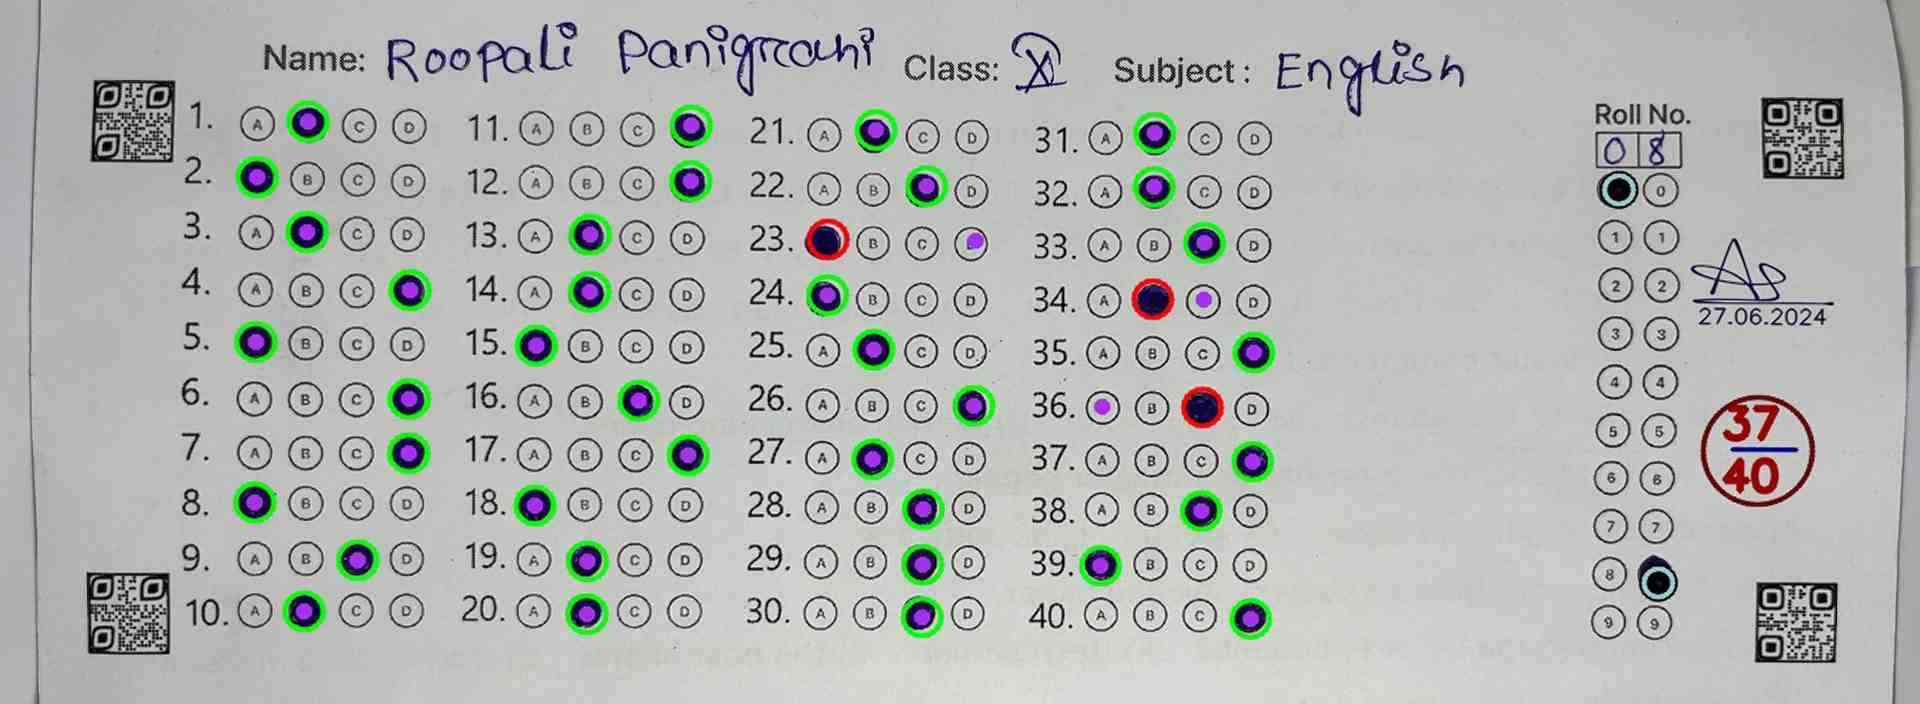 Name: Roopali Panigrahi Class: XI Subject: English
1. A C D 11. A B C 21. A C D 31. A C D
2. B C D 12. A B C 22. A B D 32. A C D
3. A C D 13. A C D 23. B C 33. A B D
4. A B C 14. A C D 24. B C D 34. A D
5. B C D 15. B C D 25. A C D 35. A B C
6. A B C 16. A B D 26. A B C 36. B D
7. A B C 17. A B C 27. A C D 37. A B C
8. B C D 18. B C D 28. A B D 38. A B D
9. A B D 19. A C D 29. A B D 39. B C D
10. A C D 20. A C D 30. A B D 40. A B C
Roll No.
0 8
0
1 1
2 2
3 3
4 4
5 5
6 6
7 7
8
9 9
27.06.2024
37
40